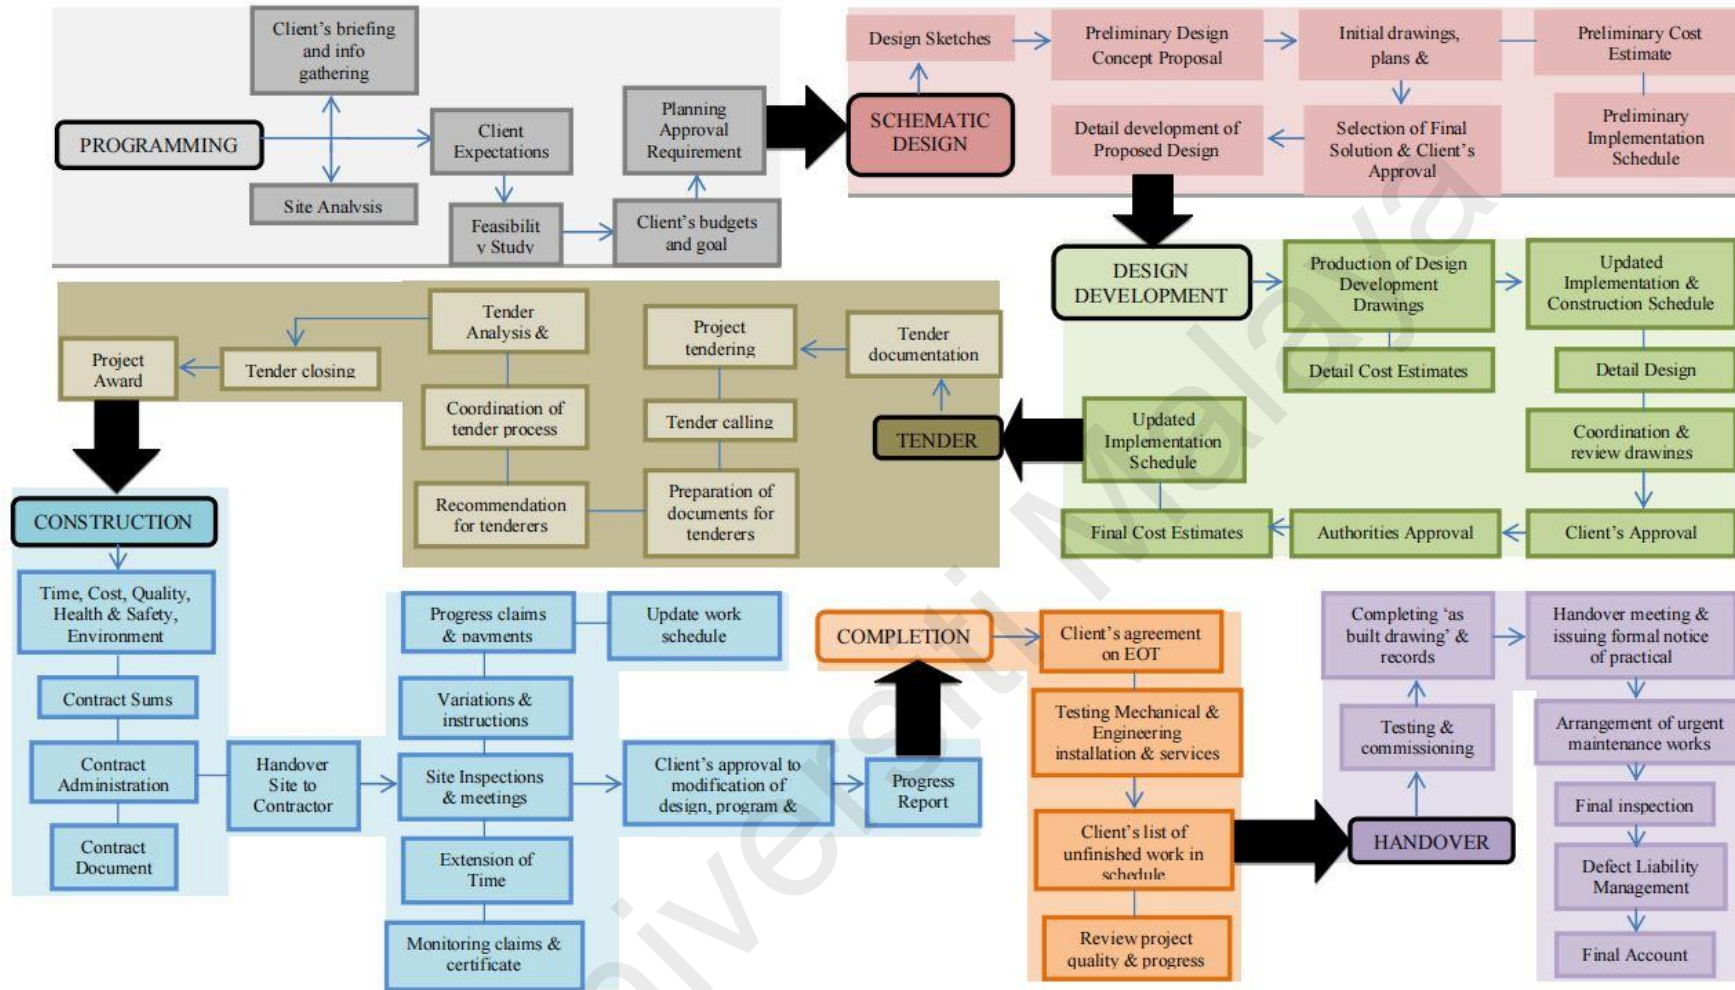 PROGRAMMING
Client's briefing
and info
gathering
Site Analysis
Client
Expectations
Feasibilit
y Study
Client's budgets
and goal
Planning
Approval
Requirement
SCHEMATIC
DESIGN
Design Sketches
Preliminary Design
Concept Proposal
Initial drawings,
plans &
Preliminary Cost
Estimate
Preliminary
Implementation
Schedule
Selection of Final
Solution & Client's
Approval
Detail development of
Proposed Design
DESIGN
DEVELOPMENT
Production of Design
Development
Drawings
Detail Cost Estimates
Updated
Implementation &
Construction Schedule
Detail Design
Coordination &
review drawings
Client's Approval
Authorities Approval
Final Cost Estimates
Updated
Implementation
Schedule
TENDER
Tender
documentation
Project
tendering
Tender calling
Preparation of
documents for
tenderers
Recommendation
for tenderers
Coordination of
tender process
Tender
Analysis &
Tender closing
Project
Award
CONSTRUCTION
Time, Cost, Quality,
Health & Safety,
Environment
Contract Sums
Contract
Administration
Contract
Document
Handover
Site to
Contractor
Progress claims
& payments
Update work
schedule
Variations &
instructions
Site Inspections
& meetings
Extension of
Time
Monitoring claims &
certificate
Client's approval to
modification of
design, program &
Progress
Report
COMPLETION
Client's agreement
on EOT
Testing Mechanical &
Engineering
installation & services
Client's list of
unfinished work in
schedule
Review project
quality & progress
HANDOVER
Testing &
commissioning
Completing 'as
built drawing' &
records
Handover meeting &
issuing formal notice
of practical
Arrangement of urgent
maintenance works
Final inspection
Defect Liability
Management
Final Account
niversiti Malaya